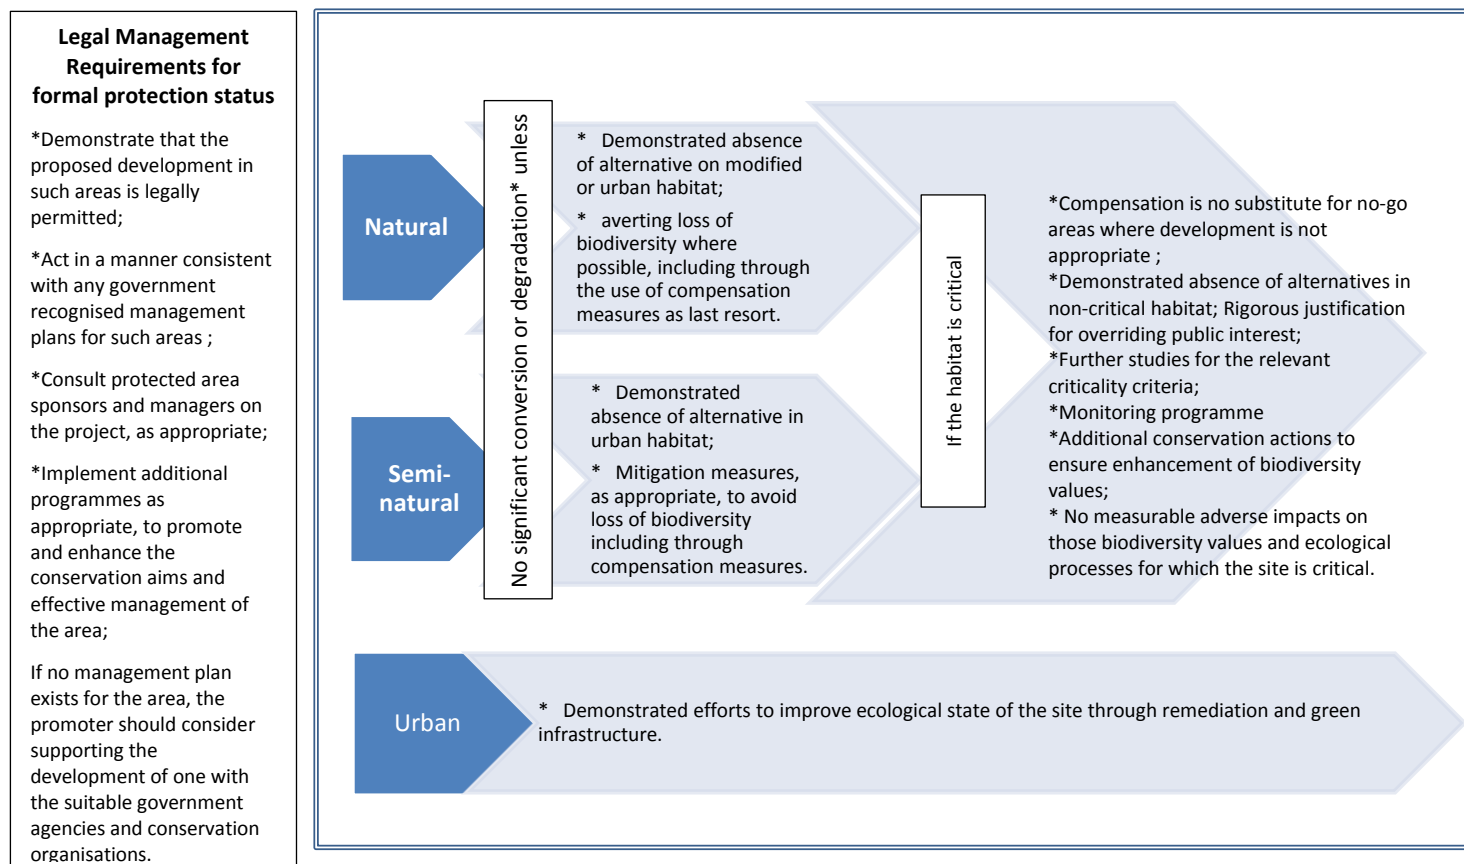 Legal Management
Requirements for
formal protection status
*Demonstrate that the
proposed development in
such areas is legally
permitted;
*Act in a manner consistent
with any government
recognised management
plans for such areas ;
*Consult protected area
sponsors and managers on
the project, as appropriate;
*Implement additional
programmes as
appropriate, to promote
and enhance the
conservation aims and
effective management of
the area;
If no management plan
exists for the area, the
promoter should consider
supporting the
development of one with
the suitable government
agencies and conservation
organisations.
Natural
Semi-
natural
No significant conversion or degradation* unless
* Demonstrated absence
of alternative on modified
or urban habitat;
* averting loss of
biodiversity where
possible, including through
the use of compensation
measures as last resort.
* Demonstrated
absence of alternative in
urban habitat;
* Mitigation measures,
as appropriate, to avoid
loss of biodiversity
including through
compensation measures.
If the habitat is critical
*Compensation is no substitute for no-go
areas where development is not
appropriate ;
*Demonstrated absence of alternatives in
non-critical habitat; Rigorous justification
for overriding public interest;
*Further studies for the relevant
criticality criteria;
*Monitoring programme
*Additional conservation actions to
ensure enhancement of biodiversity
values;
* No measurable adverse impacts on
those biodiversity values and ecological
processes for which the site is critical.
Urban
* Demonstrated efforts to improve ecological state of the site through remediation and green
infrastructure.